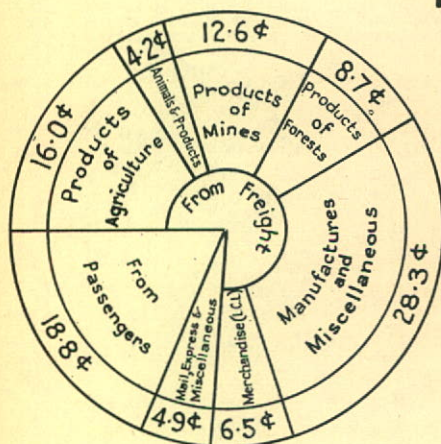 4.2¢
Animals & Products
12.6¢
Products
of
Mines
8.7¢
Products
of
Forests
16.0¢
Products
of
Agriculture
From Freight
Manufactures
and
Miscellaneous
28.3¢
From
Passengers
18.8¢
Mail, Express &
Miscellaneous
4.9¢
Merchandise (LCL)
6.5¢